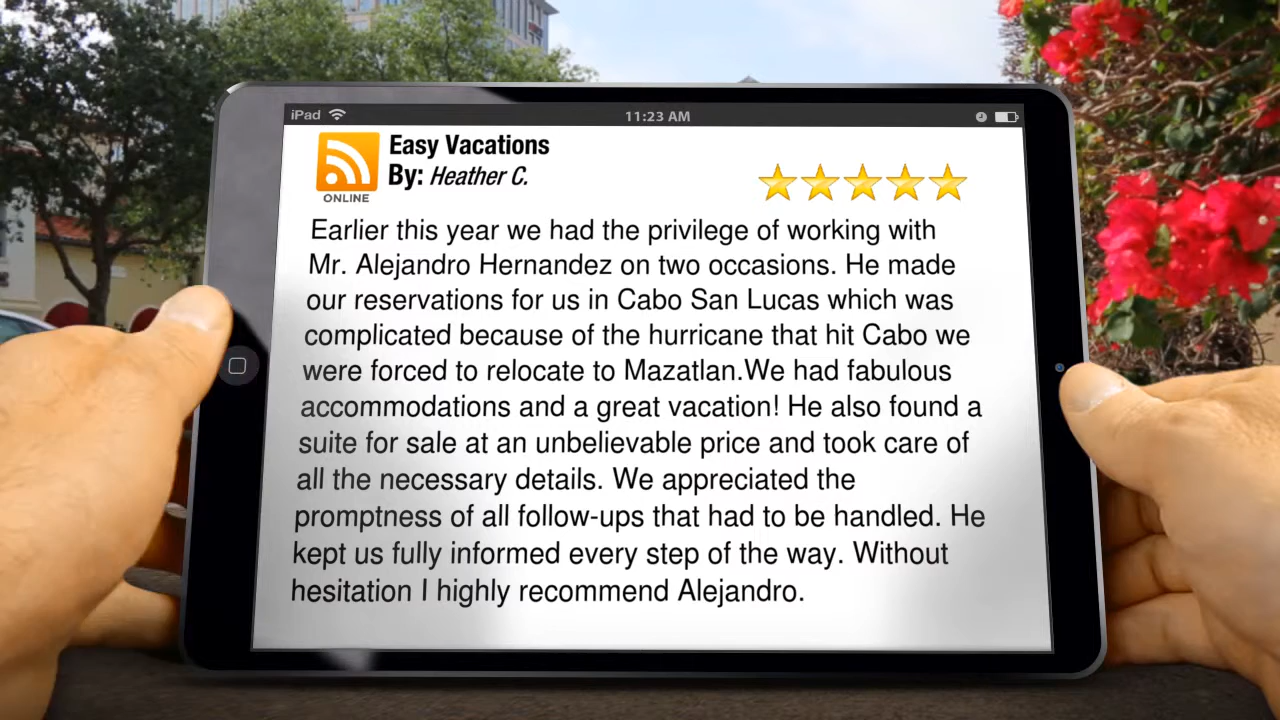 iPad 11:23 AM
Easy Vacations
By: Heather C.
ONLINE
Earlier this year we had the privilege of working with
Mr. Alejandro Hernandez on two occasions. He made
our reservations for us in Cabo San Lucas which was
complicated because of the hurricane that hit Cabo we
were forced to relocate to Mazatlan.We had fabulous
accommodations and a great vacation! He also found a
suite for sale at an unbelievable price and took care of
all the necessary details. We appreciated the
promptness of all follow-ups that had to be handled. He
kept us fully informed every step of the way. Without
hesitation I highly recommend Alejandro.